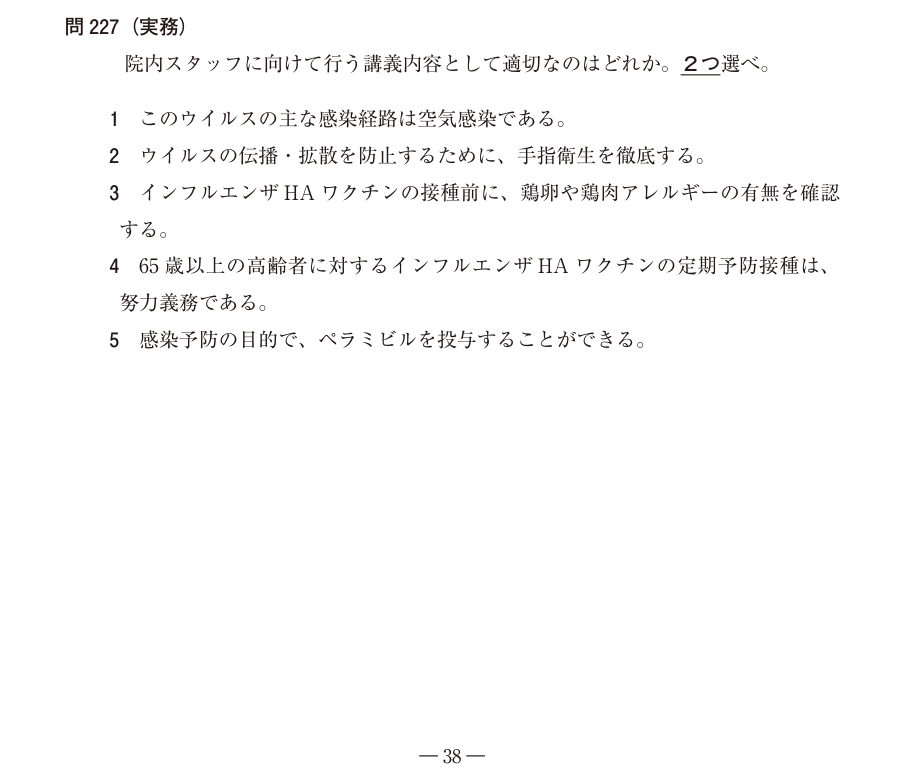 問 227（実務）
院内スタッフに向けて行う講義内容として適切なのはどれか。２つ選べ。
1 このウイルスの主な感染経路は空気感染である。
2 ウイルスの伝播・拡散を防止するために、手指衛生を徹底する。
3 インフルエンザ HA ワクチンの接種前に、鶏卵や鶏肉アレルギーの有無を確認
する。
4 65 歳以上の高齢者に対するインフルエンザ HA ワクチンの定期予防接種は、
努力義務である。
5 感染予防の目的で、ペラミビルを投与することができる。
― 38 ―